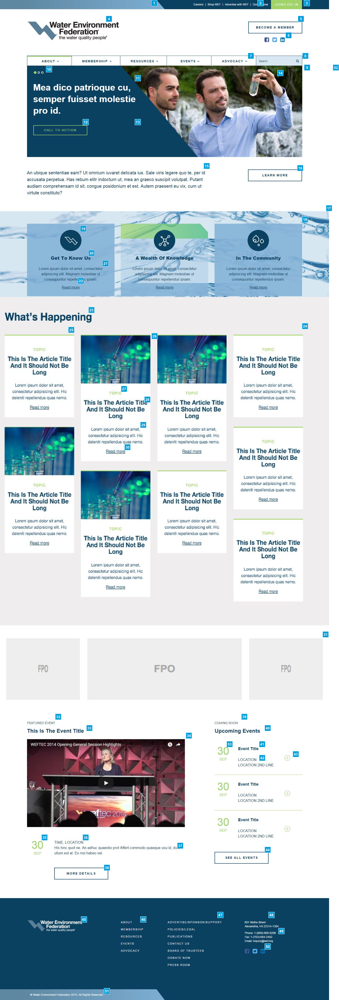 1
Careers | Shop WEF | Advertise with WEF | Don 2 Now
JOIN/LOG IN 3
4
Water Environment
Federation®
the water quality people®
5
BECOME A MEMBER
6
7 8
ABOUT MEMBERSHIP RESOURCES EVENTS ADVOCACY Search
9 52
10
11
14
Mea dico patrioque cu,
semper fuisset molestie
pro id.
12 13
CALL TO ACTION
15
An ubique sententiae eam? Ut omnium iuvaret delicata ius. Sale viris legere quo te, per id
accusata perpetua. Has rebum elitr indoctum ut, mea an graeco suscipit volutpat. Putant
audiam comprehensam id sit, congue posidonium et est. Autem praesent eu vix, cum ut
virtute constituto?
16
LEARN MORE
17
18
19
20
Get To Know Us
21
Lorem ipsum dolor sit amet, consectetur
adipisicing elit. Magnam molestiae ut
consequuntur repelle 22 s ipsam.
Read more
A Wealth Of Knowledge
Lorem ipsum dolor sit amet, consectetur
adipisicing elit. Magnam molestiae ut
consequuntur repellendus ipsam.
Read more
In The Community
Lorem ipsum dolor sit amet, consectetur
adipisicing elit. Magnam molestiae ut
consequuntur repellendus ipsam.
Read more
23
What's Happening
24
25
TOPIC
This Is The Article Title
And It Should Not Be
Long
Lorem ipsum dolor sit amet,
consectetur adipisicing elit. Hic
deleniti repellendus quas nemo.
Read more
TOPIC
This Is The Article Title
And It Should Not Be
Long
Lorem ipsum dolor sit amet,
consectetur adipisicing elit. Hic
deleniti repellendus quas nemo.
Read more
26
27
TOPIC
28
This Is The Article Title
And It Should Not Be
Long
29
Lorem ipsum dolor sit amet,
consectetur adipisicing elit. Hic
deleniti repellendus quas nemo.
30
Read more
TOPIC
This Is The Article Title
And It Should Not Be
Long
Lorem ipsum dolor sit amet,
consectetur adipisicing elit. Hic
deleniti repellendus quas nemo.
Read more
TOPIC
This Is The Article Title
And It Should Not Be
Long
Lorem ipsum dolor sit amet,
consectetur adipisicing elit. Hic
deleniti repellendus quas nemo.
Read more
TOPIC
This Is The Article Title
And It Should Not Be
Long
Lorem ipsum dolor sit amet,
consectetur adipisicing elit. Hic
deleniti repellendus quas nemo.
Read more
TOPIC
This Is The Article Title
And It Should Not Be
Long
Lorem ipsum dolor sit amet,
consectetur adipisicing elit. Hic
deleniti repellendus quas nemo.
Read more
TOPIC
This Is The Article Title
And It Should Not Be
Long
Lorem ipsum dolor sit amet,
consectetur adipisicing elit. Hic
deleniti repellendus quas nemo.
Read more
TOPIC
This Is The Article Title
And It Should Not Be
Long
Lorem ipsum dolor sit amet,
consectetur adipisicing elit. Hic
deleniti repellendus quas nemo.
Read more
31
FPO FPO FPO
32
FEATURED EVENT
33
This Is The Event Title
34
WEFTEC 2014 Opening General Session Highlights
weftec 2014
35
30
SEP
36
TIME, LOCATION
His hinc quot ne. An adhuc quaestio pro! Affert commodo quaeque usu id, du 37
ullum est at. Ex nisl habeo vel.
38
MORE DETAILS
39
COMING SOON
40
Upcoming Events
53
30
SEP
41
Event Title
42
LOCATION
LOCATION 2ND LINE
43
30
SEP
Event Title
LOCATION
LOCATION 2ND LINE
30
SEP
Event Title
LOCATION
LOCATION 2ND LINE
44
SEE ALL EVENTS
45
Water Environment
Federation®
the water quality people®
46
ABOUT
MEMBERSHIP
RESOURCES
EVENTS
ADVOCACY
47
ADVERTISE/SPONSOR/SUPPORT
POLICIES/LEGAL
PUBLICATIONS
CONTACT US
BOARD OF TRUSTEES
DONATE NOW
PRESS ROOM
48
601 Wythe Street
Alexandria, VA 22314-1304
49
Phone: 1-(800)-666-0206
Fax: 1-(703)-684-2492
Email: inquiry@wef.org
50
51
© Water Environment Federation 2015. All Rights Reserved.